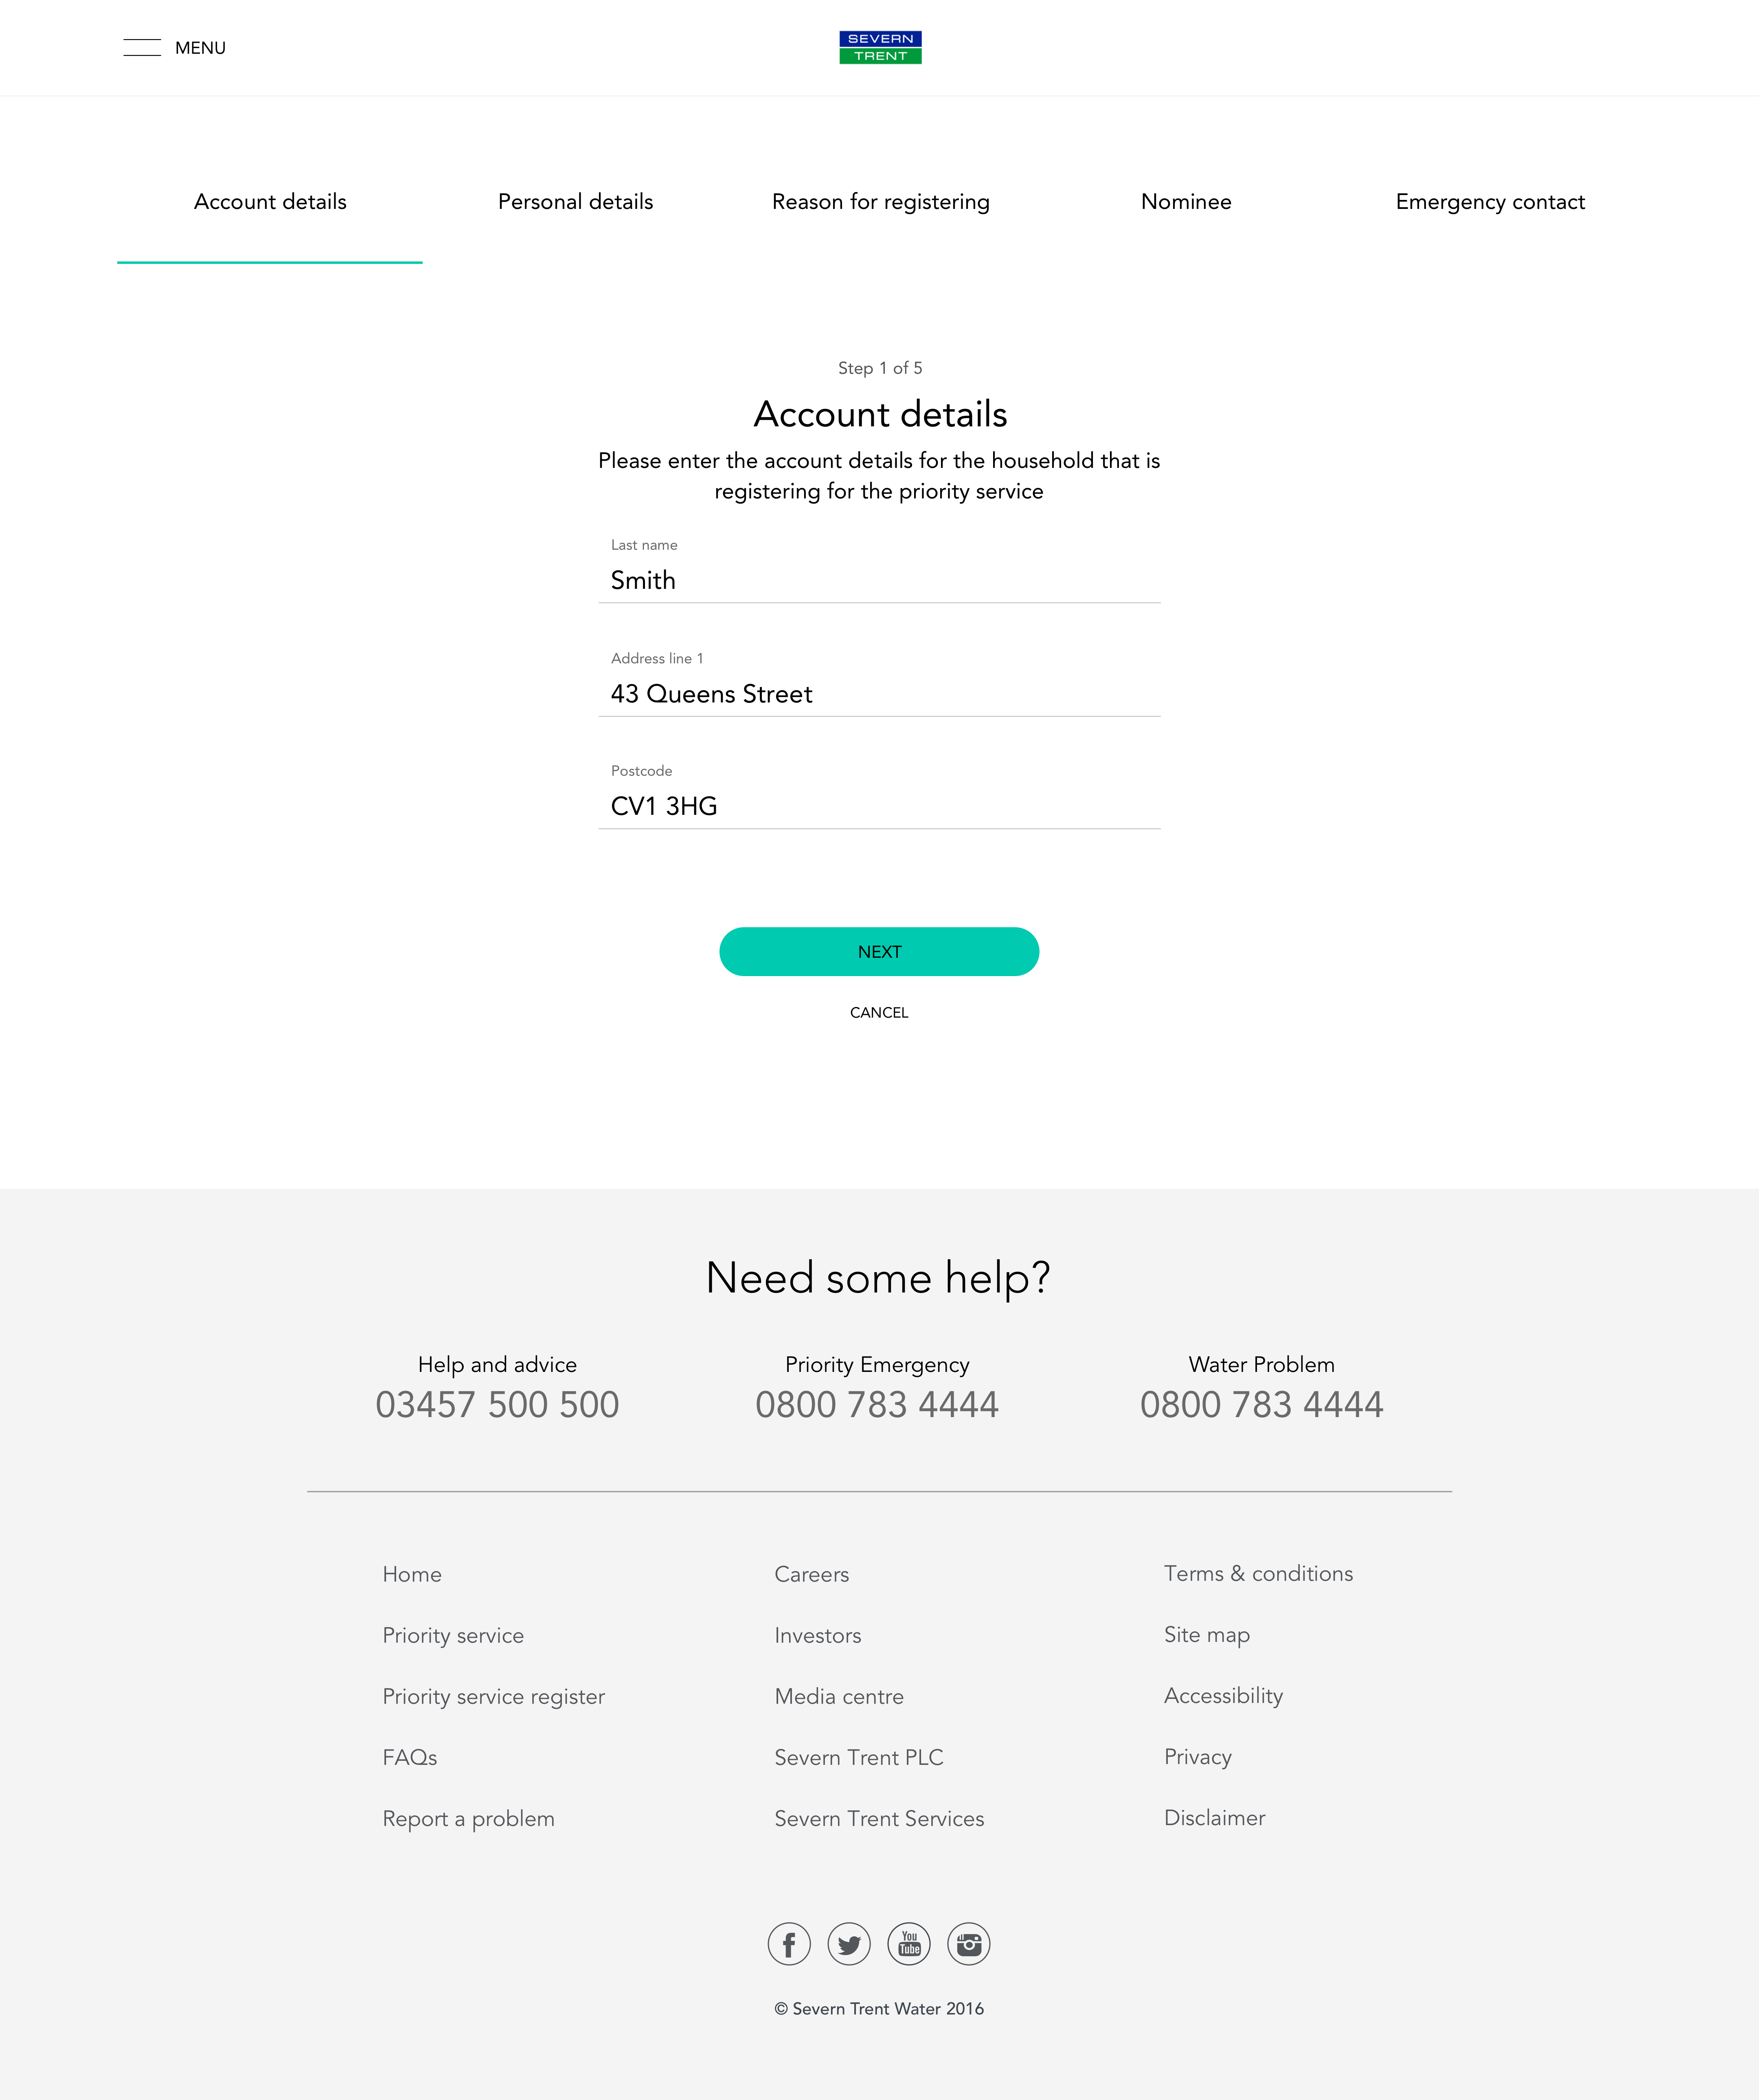 MENU
SEVERN
TRENT
Account details
Personal details
Reason for registering
Nominee
Emergency contact
Step 1 of 5
Account details
Please enter the account details for the household that is
registering for the priority service
Last name
Smith
Address line 1
43 Queens Street
Postcode
CV1 3HG
NEXT
CANCEL
Need some help?
Help and advice
03457 500 500
Priority Emergency
0800 783 4444
Water Problem
0800 783 4444
Home
Priority service
Priority service register
FAQs
Report a problem
Careers
Investors
Media centre
Severn Trent PLC
Severn Trent Services
Terms & conditions
Site map
Accessibility
Privacy
Disclaimer
You
Tube
© Severn Trent Water 2016